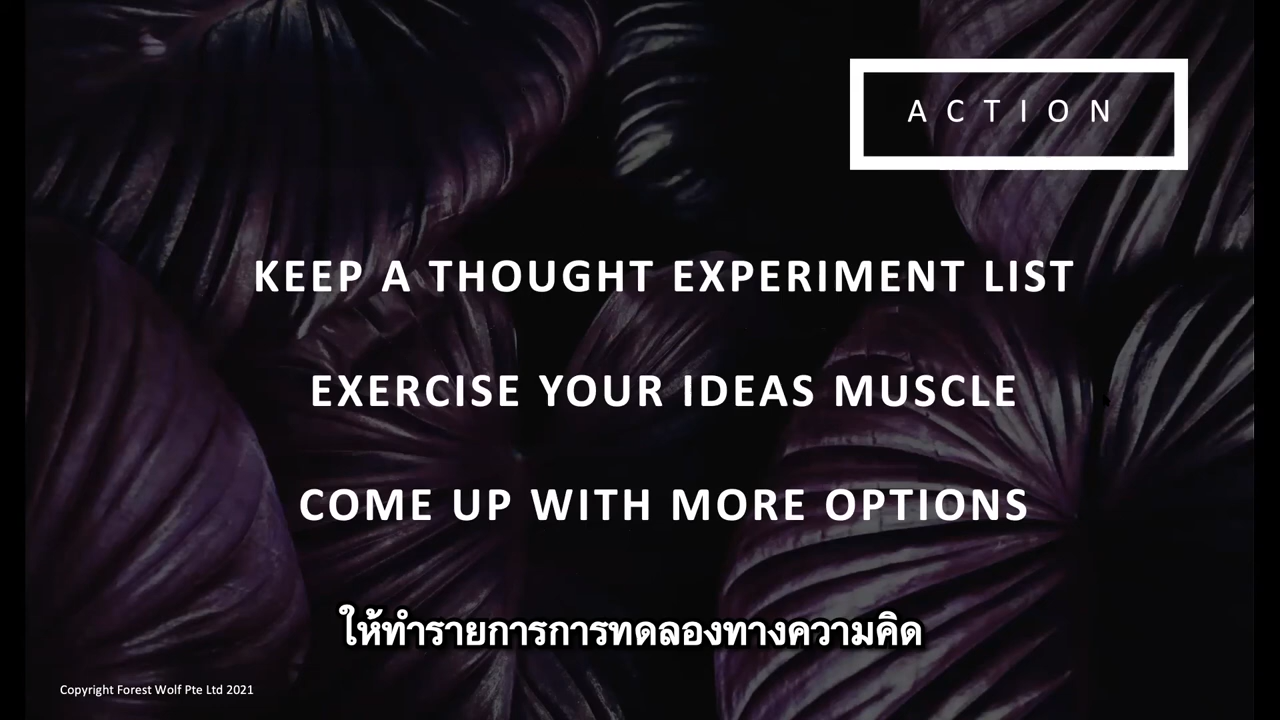 ACTION
KEEP A THOUGHT EXPERIMENT LIST
EXERCISE YOUR IDEAS MUSCLE
COME UP WITH MORE OPTIONS
ให้ทำรายการการทดลองทางความคิด
Copyright Forest Wolf Pte Ltd 2021